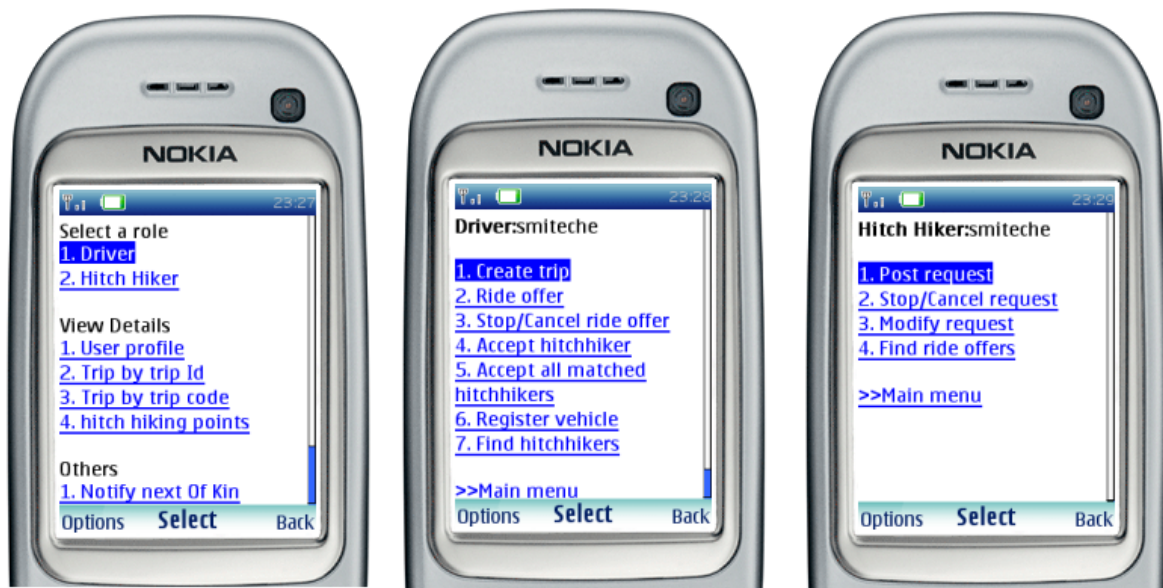 NOKIA
23:27
Select a role
1. Driver
2. Hitch Hiker
View Details
1. User profile
2. Trip by trip Id
3. Trip by trip code
4. hitch hiking points
Others
1. Notify next Of Kin
Options Select Back
NOKIA
23:28
Driver:smiteche
1. Create trip
2. Ride offer
3. Stop/Cancel ride offer
4. Accept hitchhiker
5. Accept all matched
hitchhikers
6. Register vehicle
7. Find hitchhikers
>>Main menu
Options Select Back
NOKIA
23:29
Hitch Hiker:smiteche
1. Post request
2. Stop/Cancel request
3. Modify request
4. Find ride offers
>>Main menu
Options Select Back